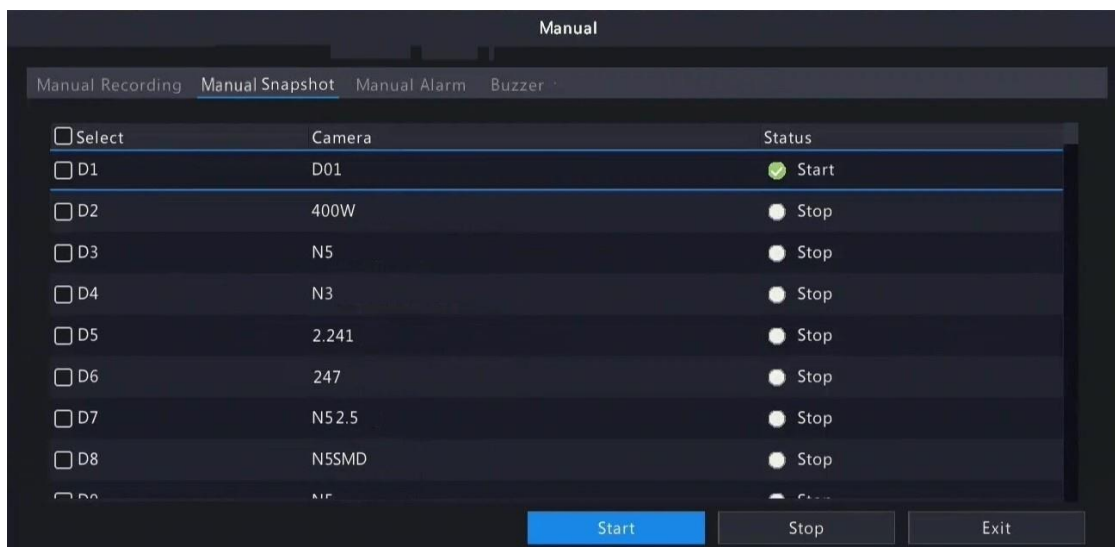 Manual
Manual Recording Manual Snapshot Manual Alarm Buzzer
Select Camera Status
D1 D01 Start
D2 400W Stop
D3 N5 Stop
D4 N3 Stop
D5 2.241 Stop
D6 247 Stop
D7 N52.5 Stop
D8 N5SMD Stop
Start Stop Exit